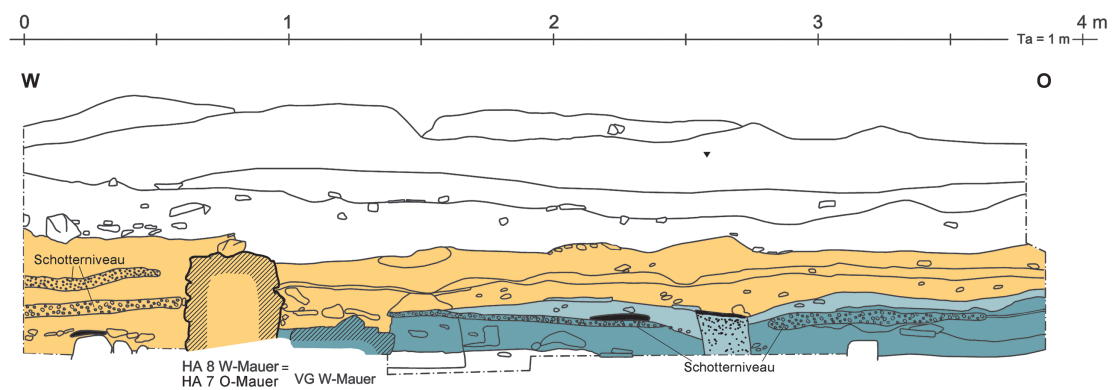 0 1 2 3 4 m
Ta = 1 m
W O
Schotterniveau
HA 8 W-Mauer =
HA 7 O-Mauer
VG W-Mauer
Schotterniveau